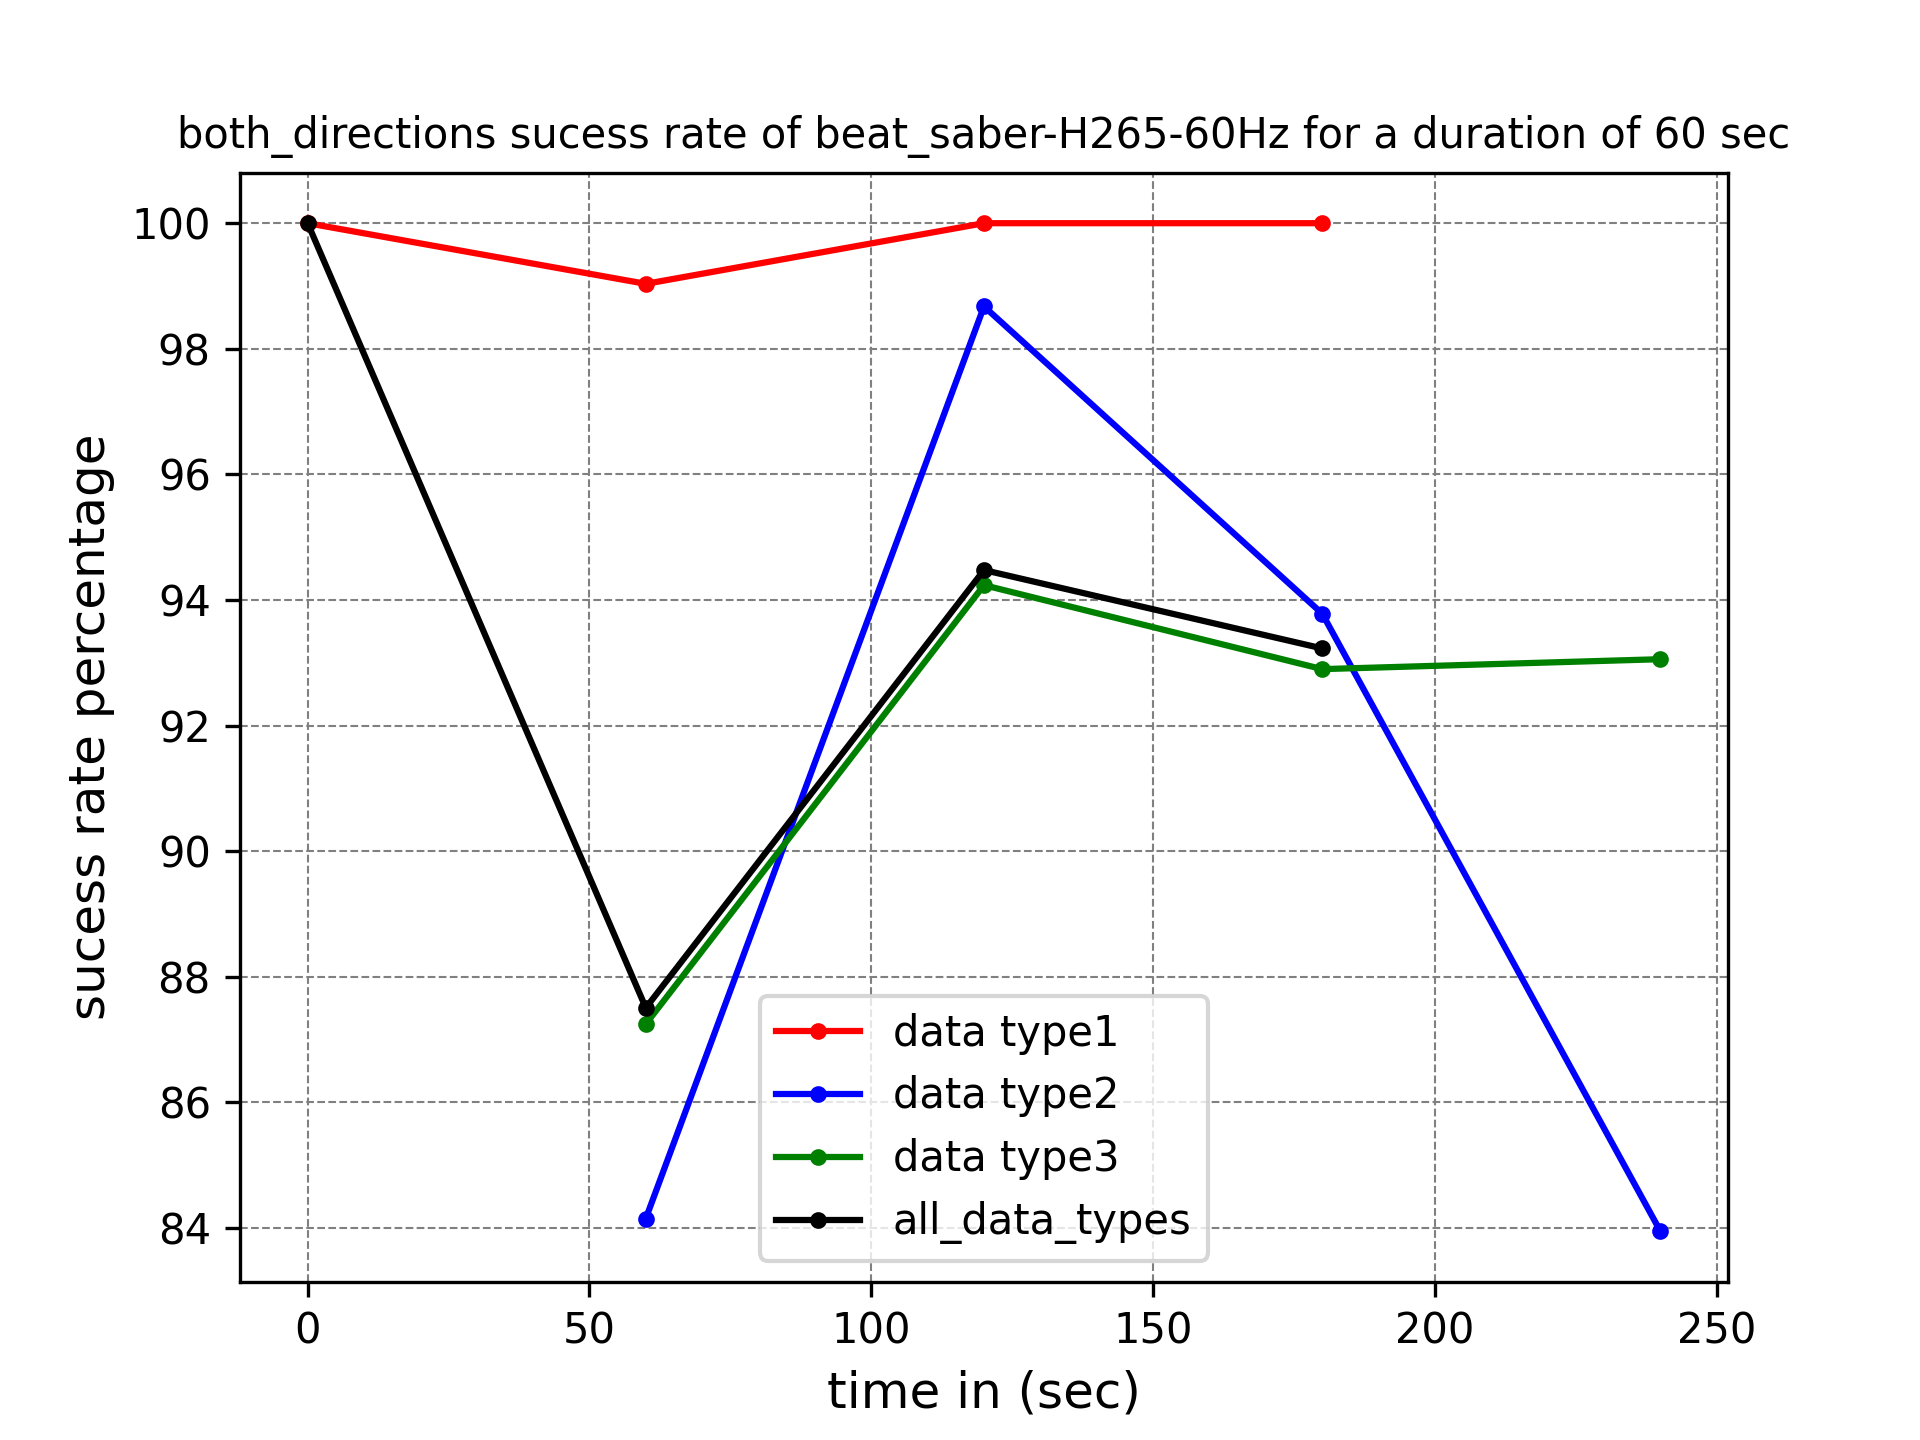 both_directions sucess rate of beat_saber-H265-60Hz for a duration of 60 sec
sucess rate percentage
100
98
96
94
92
90
88
86
84
data type1
data type2
data type3
all_data_types
0 50 100 150 200 250
time in (sec)